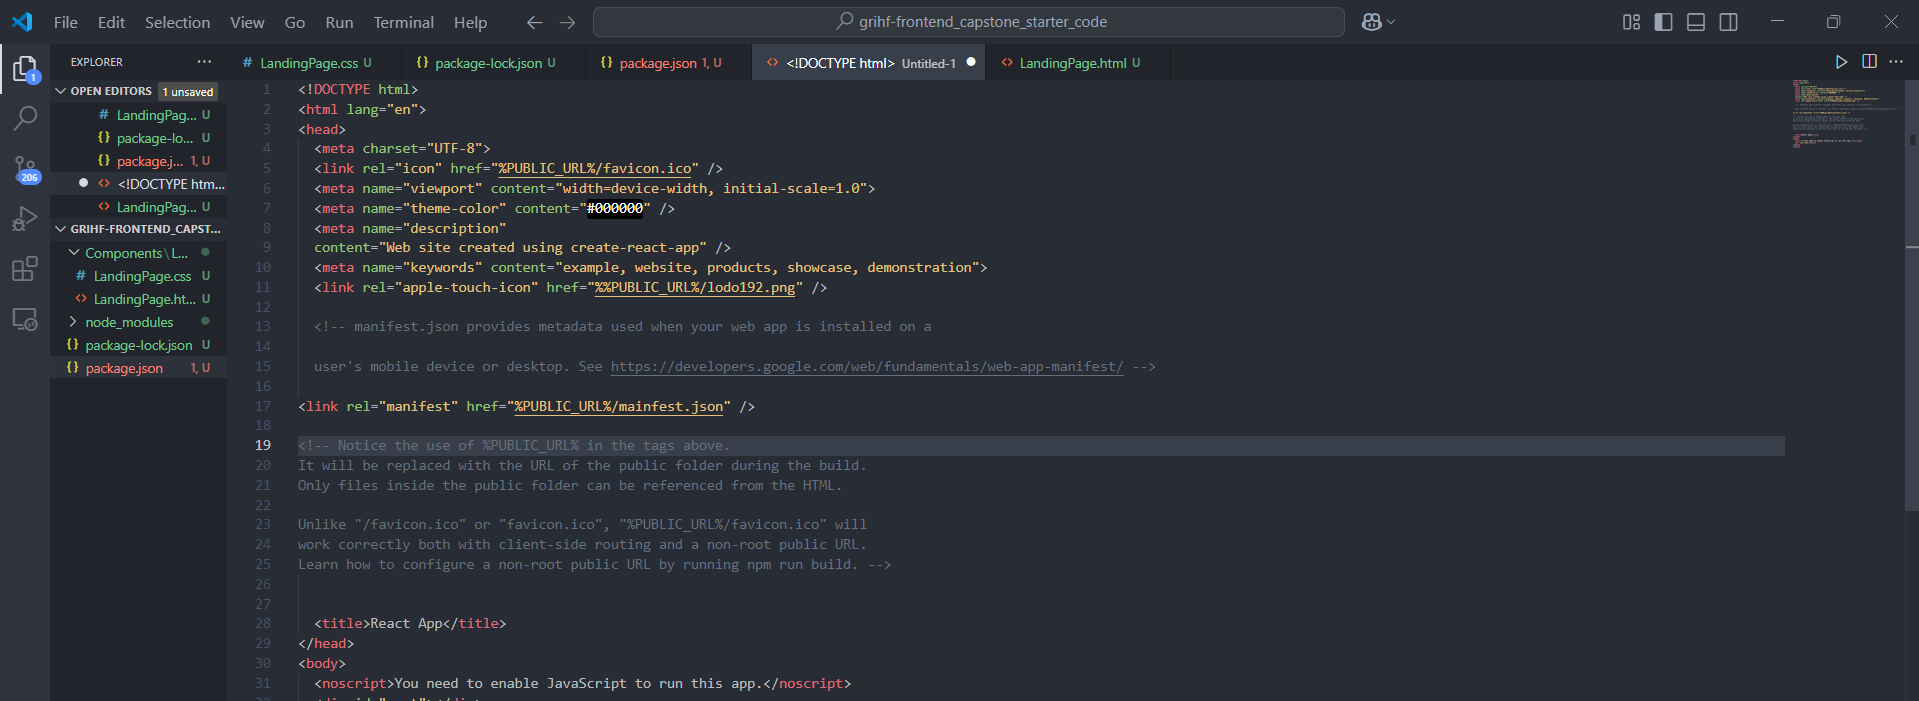 File Edit Selection View Go Run Terminal Help grihf-frontend_capstone_starter_code
EXPLORER
1
206
OPEN EDITORS 1 unsaved
LandingPag... U
package-lo... U
package.j... 1, U
<!DOCTYPE htm...
LandingPag... U
GRIHF-FRONTEND_CAPST...
Components\L...
LandingPage.css U
LandingPage.ht... U
node_modules
package-lock.json U
package.json 1, U
LandingPage.css U package-lock.json U package.json 1, U <!DOCTYPE html> Untitled-1 LandingPage.html U
1 <!DOCTYPE html>
2 <html lang="en">
3 <head>
4 <meta charset="UTF-8">
5 <link rel="icon" href="%PUBLIC_URL%/favicon.ico" />
6 <meta name="viewport" content="width=device-width, initial-scale=1.0">
7 <meta name="theme-color" content="#000000" />
8 <meta name="description"
9 content="Web site created using create-react-app" />
10 <meta name="keywords" content="example, website, products, showcase, demonstration">
11 <link rel="apple-touch-icon" href="%%PUBLIC_URL%/lodo192.png" />
12
13 <!-- manifest.json provides metadata used when your web app is installed on a
14
15 user's mobile device or desktop. See https://developers.google.com/web/fundamentals/web-app-manifest/ -->
16
17 <link rel="manifest" href="%PUBLIC_URL%/mainfest.json" />
18
19 <!-- Notice the use of %PUBLIC_URL% in the tags above.
20 It will be replaced with the URL of the public folder during the build.
21 Only files inside the public folder can be referenced from the HTML.
22
23 Unlike "/favicon.ico" or "favicon.ico", "%PUBLIC_URL%/favicon.ico" will
24 work correctly both with client-side routing and a non-root public URL.
25 Learn how to configure a non-root public URL by running npm run build. -->
26
27
28 <title>React App</title>
29 </head>
30 <body>
31 <noscript>You need to enable JavaScript to run this app.</noscript>